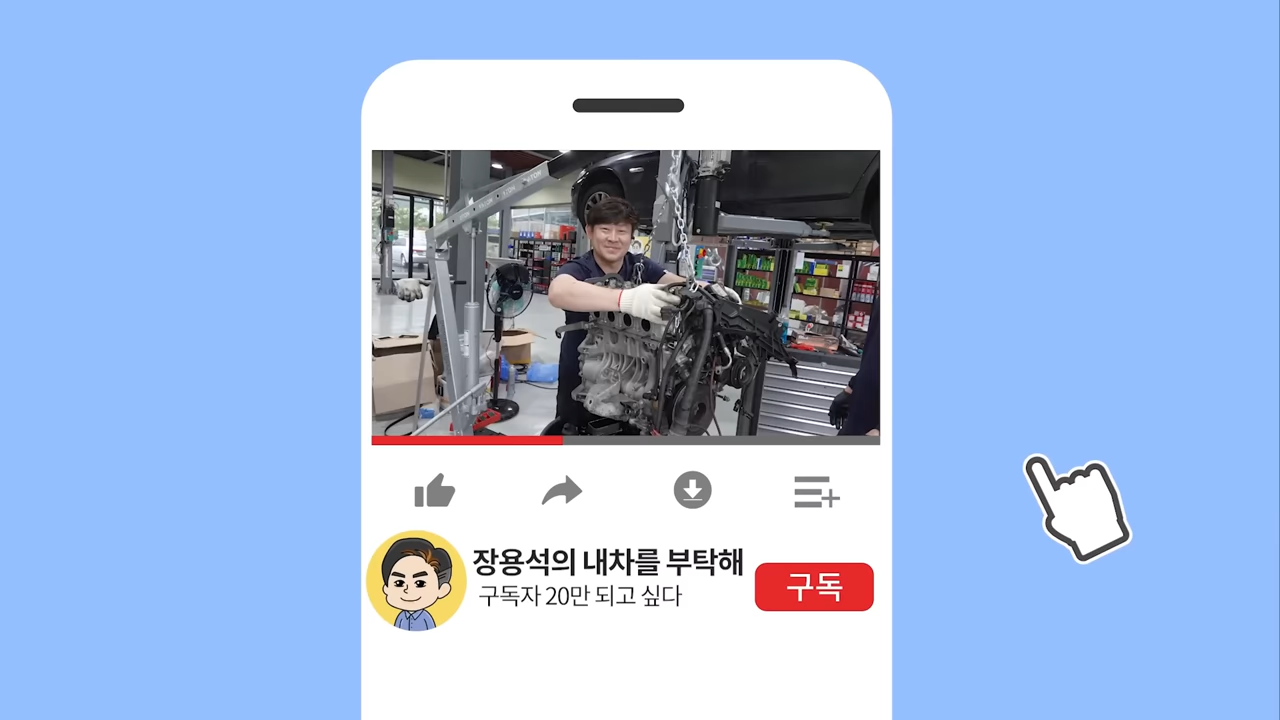 장용석의 내차를 부탁해
구독자 20만 되고 싶다
구독